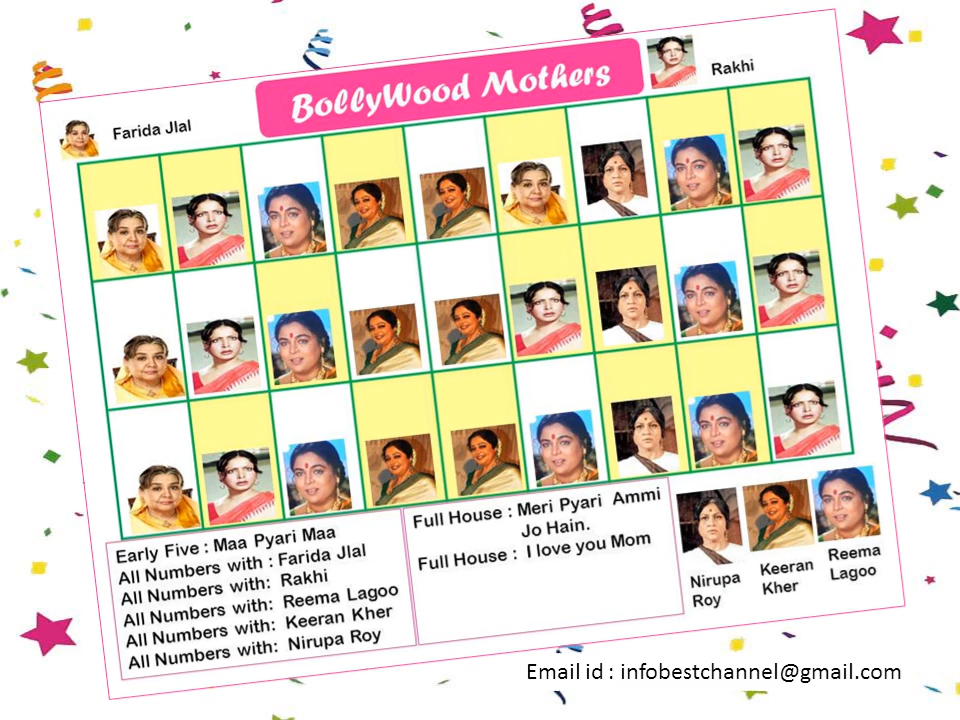 BollyWood Mothers
Rakhi
Farida Jlal
Early Five : Maa Pyari Maa
All Numbers with : Farida Jlal
All Numbers with: Rakhi
All Numbers with: Reema Lagoo
All Numbers with: Keeran Kher
All Numbers with: Nirupa Roy
Full House : Meri Pyari Ammi
Jo Hain.
Full House : I love you Mom
Nirupa
Roy
Keeran
Kher
Reema
Lagoo
Email id : infobestchannel@gmail.com